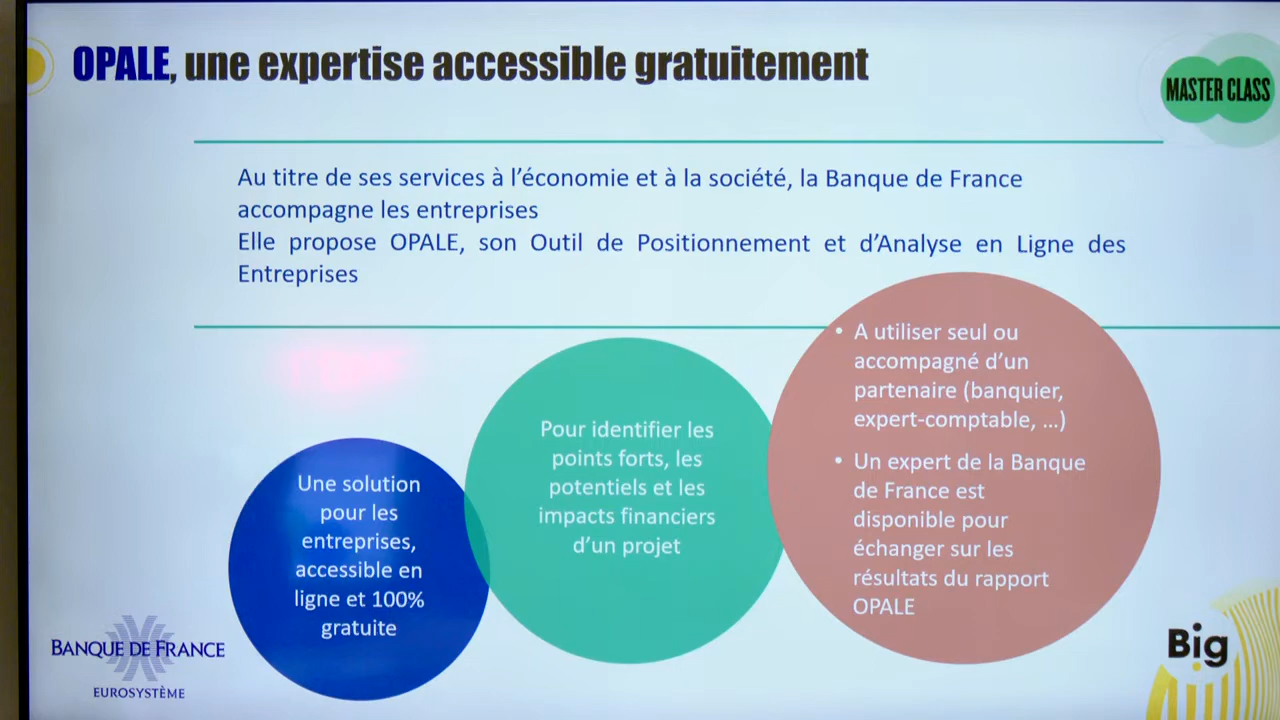 OPALE, une expertise accessible gratuitement
MASTER CLASS
Au titre de ses services à l’économie et à la société, la Banque de France
accompagne les entreprises
Elle propose OPALE, son Outil de Positionnement et d’Analyse en Ligne des
Entreprises
Une solution
pour les
entreprises,
accessible en
ligne et 100%
gratuite
Pour identifier les
points forts, les
potentiels et les
impacts financiers
d’un projet
• A utiliser seul ou
accompagné d’un
partenaire (banquier,
expert-comptable, …)
• Un expert de la Banque
de France est
disponible pour
échanger sur les
résultats du rapport
OPALE
BANQUE DE FRANCE
EUROSYSTÈME
Big